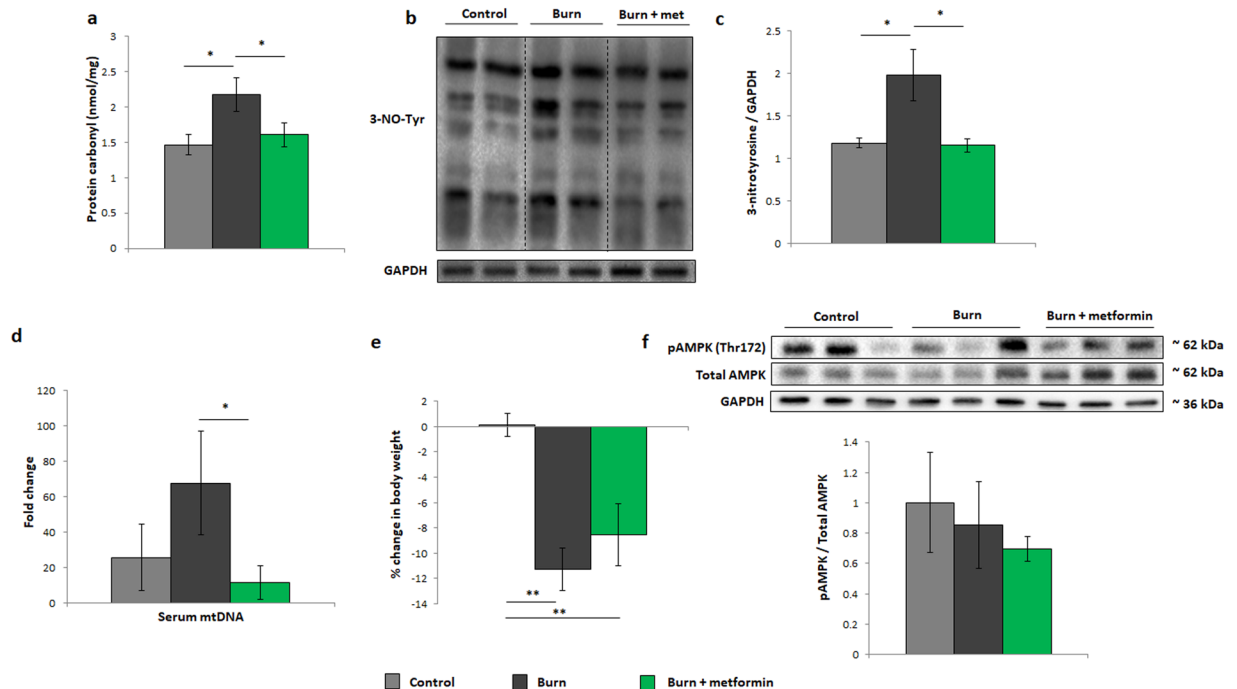 a
Protein carbonyl (nmol/mg)
3
2.5
2
1.5
1
0.5
0
*
*
b
Control
Burn
Burn + met
3-NO-Tyr
GAPDH
c
3-nitrotyrosine / GAPDH
2.5
2
1.5
1
0.5
0
*
*
d
Fold change
120
100
80
60
40
20
0
*
Serum mtDNA
e
% change in body weight
2
0
-2
-4
-6
-8
-10
-12
-14
**
**
f
Control
Burn
Burn + metformin
pAMPK (Thr172)
~ 62 kDa
Total AMPK
~ 62 kDa
GAPDH
~ 36 kDa
pAMPK / Total AMPK
1.4
1.2
1
0.8
0.6
0.4
0.2
0
Control
Burn
Burn + metformin